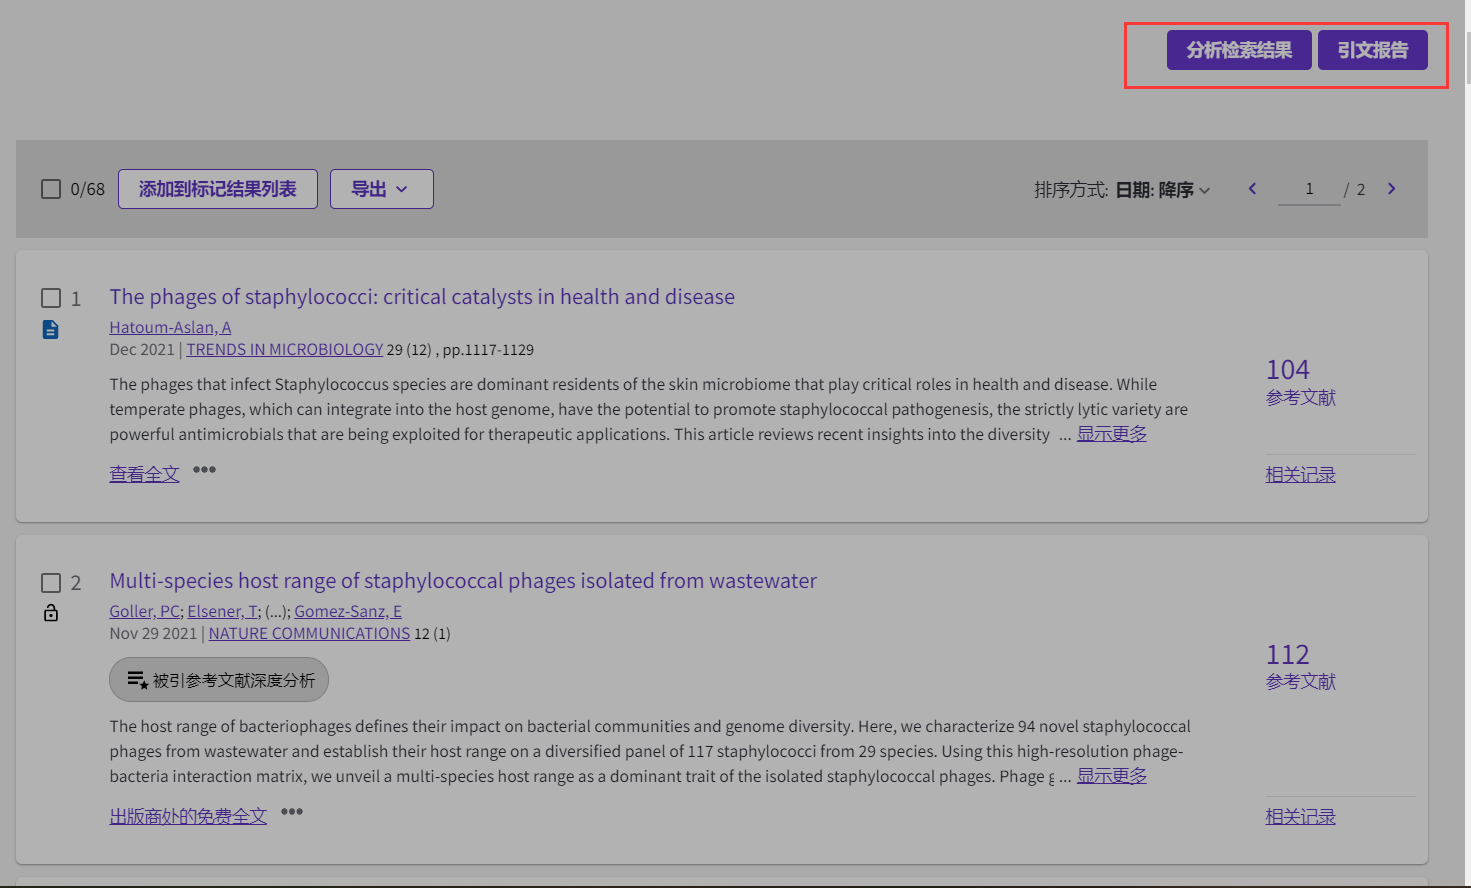 分析检索结果 引文报告
0/68 添加到标记结果列表 导出 排序方式: 日期: 降序 1 / 2
1 The phages of staphylococci: critical catalysts in health and disease
Hatoum-Aslan, A
Dec 2021 | TRENDS IN MICROBIOLOGY 29 (12) , pp.1117-1129
The phages that infect Staphylococcus species are dominant residents of the skin microbiome that play critical roles in health and disease. While
temperate phages, which can integrate into the host genome, have the potential to promote staphylococcal pathogenesis, the strictly lytic variety are
powerful antimicrobials that are being exploited for therapeutic applications. This article reviews recent insights into the diversity ... 显示更多
查看全文 •••
104
参考文献
相关记录
2 Multi-species host range of staphylococcal phages isolated from wastewater
Goller, PC; Elsener, T; (...); Gomez-Sanz, E
Nov 29 2021 | NATURE COMMUNICATIONS 12 (1)
被引参考文献深度分析
The host range of bacteriophages defines their impact on bacterial communities and genome diversity. Here, we characterize 94 novel staphylococcal
phages from wastewater and establish their host range on a diversified panel of 117 staphylococci from 29 species. Using this high-resolution phage-
bacteria interaction matrix, we unveil a multi-species host range as a dominant trait of the isolated staphylococcal phages. Phage ... 显示更多
出版商处的免费全文 •••
112
参考文献
相关记录